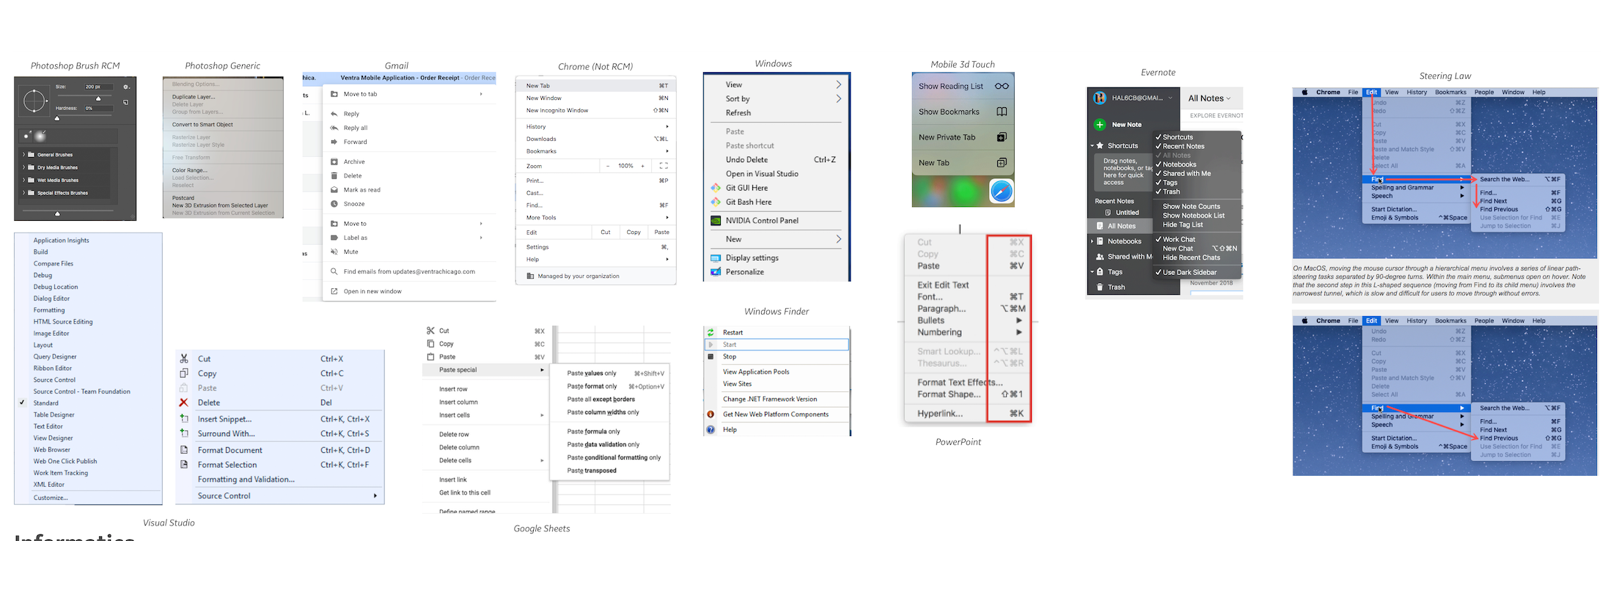 Photoshop Brush RCM
Size: 200 px
Hardness: 0%
General Brushes
Dry Media Brushes
Wet Media Brushes
Special Effects Brushes
Photoshop Generic
Blending Options...
Duplicate Layer...
Delete Layer
Group from Layers...
Convert to Smart Object
Rasterize Layer
Rasterize Layer Style
Free Transform
Color Range...
Load Selection...
Reselect
Postcard
New 3D Extrusion from Selected Layer
New 3D Extrusion from Current Selection
Gmail
hica.
Ventra Mobile Application - Order Receipt - Order Rece
Move to tab
Reply
Reply all
Forward
Archive
Delete
Mark as read
Snooze
Move to
Label as
Mute
Find emails from updates@ventrachicago.com
Open in new window
Chrome (Not RCM)
New Tab ⌘T
New Window ⌘N
New Incognito Window ⇧⌘N
History
Downloads ⌥⌘L
Bookmarks
Zoom - 100% +
Print... ⌘P
Cast...
Find... ⌘F
More Tools
Edit Cut Copy Paste
Settings ⌘,
Help
Managed by your organization
Windows
View
Sort by
Refresh
Paste
Paste shortcut
Undo Delete Ctrl+Z
Open in Visual Studio
Git GUI Here
Git Bash Here
NVIDIA Control Panel
New
Display settings
Personalize
Mobile 3d Touch
Show Reading List
Show Bookmarks
New Private Tab
New Tab
Evernote
HAL6CB@GMAI...
All Notes
EXPLORE EVERNOT
New Note
Shortcuts
Drag notes,
notebooks, or tag
here for quick
access
Recent Notes
Untitled
All Notes
Notebooks
Shared with M
Tags
Trash
✓ Shortcuts
✓ Recent Notes
✓ All Notes
✓ Notebooks
✓ Shared with Me
✓ Tags
✓ Trash
Show Note Counts
Show Notebook List
Hide Tag List
✓ Work Chat
New Chat ⌥⇧⌘N
Hide Recent Chats
✓ Use Dark Sidebar
November 2018
Steering Law
Chrome File Edit View History Bookmarks People Window Help
Undo ⌘Z
Redo ⇧⌘Z
Cut ⌘X
Copy ⌘C
Paste ⌘V
Paste and Match Style ⇧⌘V
Delete
Select All ⌘A
Find
Spelling and Grammar
Speech
Start Dictation...
Emoji & Symbols ^⌘Space
Search the Web... ⌥⌘F
Find... ⌘F
Find Next ⌘G
Find Previous ⇧⌘G
Use Selection for Find ⌘E
Jump to Selection ⌘J
On MacOS, moving the mouse cursor through a hierarchical menu involves a series of linear path-
steering tasks separated by 90-degree turns. Within the main menu, submenus open on hover. Note
that the second step in this L-shaped sequence (moving from Find to its child menu) involves the
narrowest tunnel, which is slow and difficult for users to move through without errors.
Chrome File Edit View History Bookmarks People Window Help
Undo ⌘Z
Redo ⇧⌘Z
Cut ⌘X
Copy ⌘C
Paste ⌘V
Paste and Match Style ⇧⌘V
Delete
Select All ⌘A
Find
Spelling and Grammar
Speech
Start Dictation...
Emoji & Symbols ^⌘Space
Search the Web... ⌥⌘F
Find... ⌘F
Find Next ⌘G
Find Previous ⇧⌘G
Use Selection for Find ⌘E
Jump to Selection ⌘J
Application Insights
Build
Compare Files
Debug
Debug Location
Dialog Editor
Formatting
HTML Source Editing
Image Editor
Layout
Query Designer
Ribbon Editor
Source Control
Source Control - Team Foundation
✓ Standard
Table Designer
Text Editor
View Designer
Web Browser
Web One Click Publish
Work Item Tracking
XML Editor
Customize...
Cut Ctrl+X
Copy Ctrl+C
Paste Ctrl+V
Delete Del
Insert Snippet... Ctrl+K, Ctrl+X
Surround With... Ctrl+K, Ctrl+S
Format Document Ctrl+K, Ctrl+D
Format Selection Ctrl+K, Ctrl+F
Formatting and Validation...
Source Control
Visual Studio
Informatics
Cut ⌘X
Copy ⌘C
Paste ⌘V
Paste special
Insert row
Insert column
Insert cells
Delete row
Delete column
Delete cells
Insert link
Get link to this cell
Define named range
Paste values only ⌘+Shift+V
Paste format only ⌘+Option+V
Paste all except borders
Paste column widths only
Paste formula only
Paste data validation only
Paste conditional formatting only
Paste transposed
Google Sheets
Windows Finder
Restart
Start
Stop
View Application Pools
View Sites
Change .NET Framework Version
Get New Web Platform Components
Help
Cut ⌘X
Copy ⌘C
Paste ⌘V
Exit Edit Text
Font... ⌘T
Paragraph... ⌥⌘M
Bullets
Numbering
Smart Lookup... ^⌥⌘L
Thesaurus... ^⌥⌘R
Format Text Effects...
Format Shape... ⇧⌘1
Hyperlink... ⌘K
PowerPoint